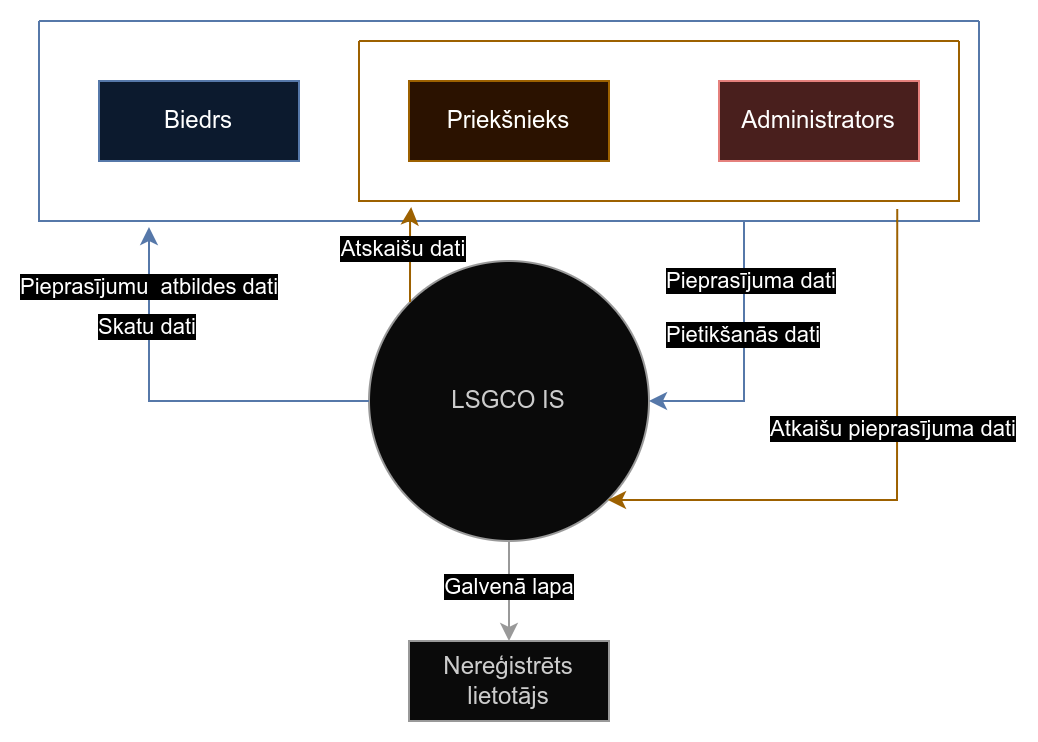 Biedrs
Priekšnieks
Administrators
Atskaišu dati
Pieprasījumu  atbildes dati
Pieprasījuma dati
Skatu dati
Pietikšanās dati
LSGCO IS
Atkaišu pieprasījuma dati
Galvenā lapa
Nereģistrēts
lietotājs